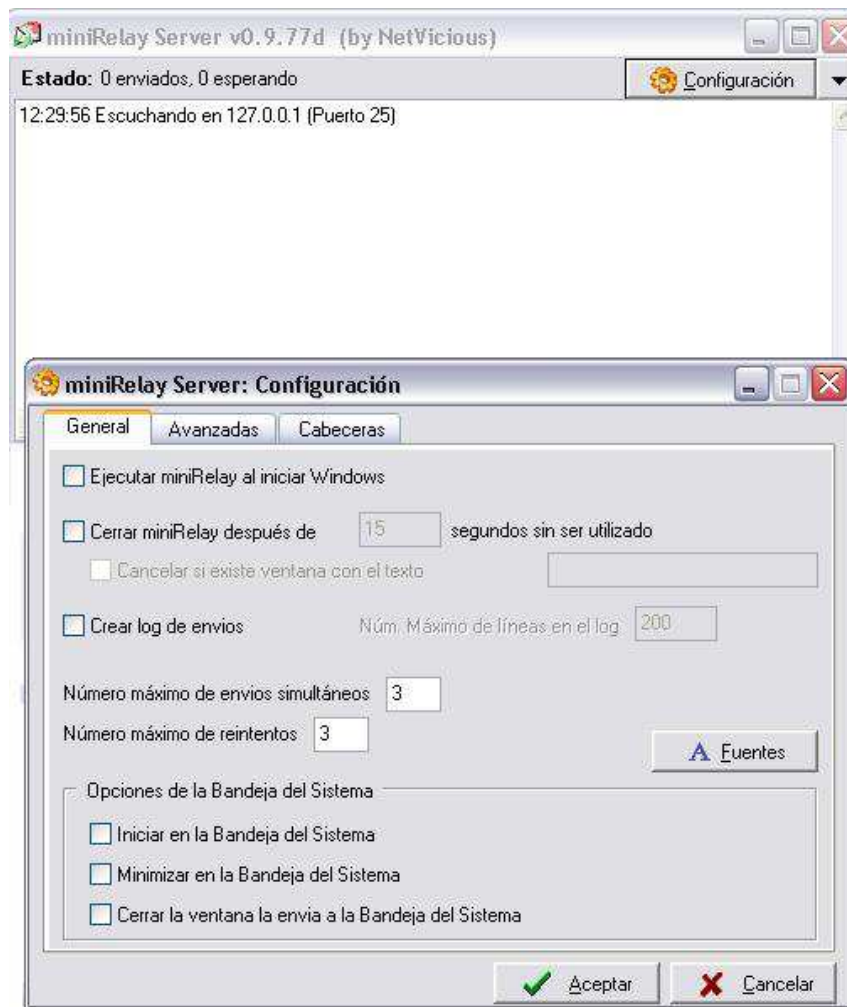 miniRelay Server v0.9.77d (by NetVicious)
Estado: 0 enviados, 0 esperando
Configuración
12:29:56 Escuchando en 127.0.0.1 (Puerto 25)
miniRelay Server: Configuración
General Avanzadas Cabeceras
Ejecutar miniRelay al iniciar Windows
Cerrar miniRelay después de 15 segundos sin ser utilizado
Cancelar si existe ventana con el texto
Crear log de envios Núm. Máximo de líneas en el log 200
Número máximo de envios simultáneos 3
Número máximo de reintentos 3
A Fuentes
Opciones de la Bandeja del Sistema
Iniciar en la Bandeja del Sistema
Minimizar en la Bandeja del Sistema
Cerrar la ventana la envia a la Bandeja del Sistema
Aceptar Cancelar